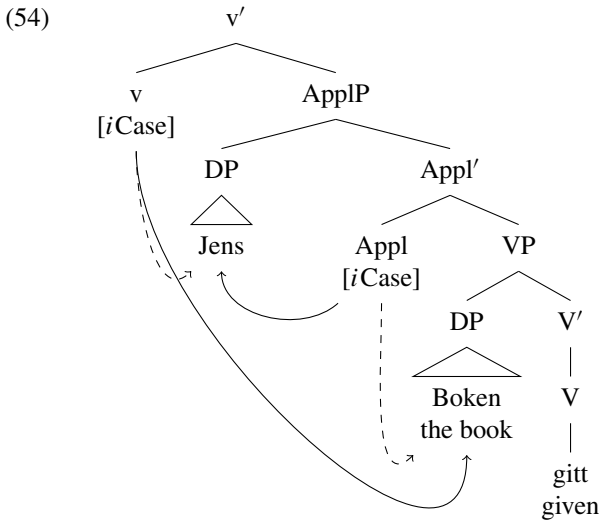 (54)
v′
v
[iCase]
ApplP
DP
Appl′
Jens
Appl
[iCase]
VP
DP
V′
Boken
the book
V
gitt
given